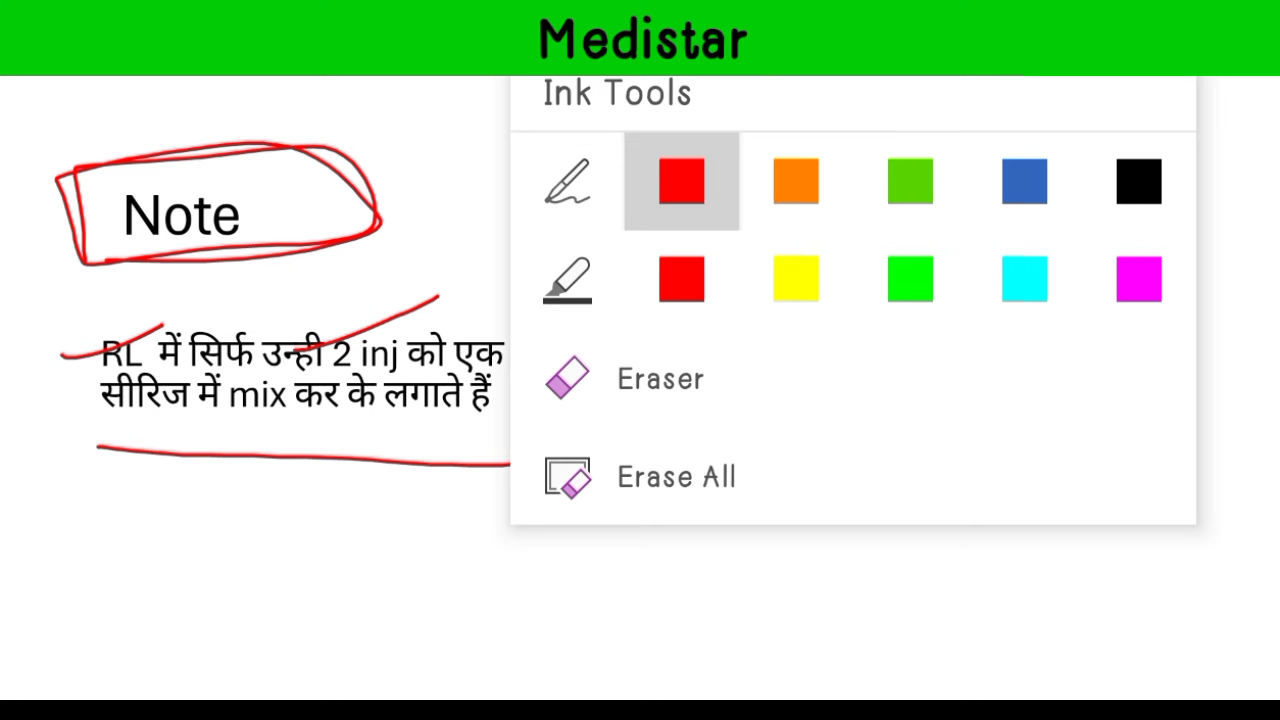 Medistar
Ink Tools
Note
RL में सिर्फ उन्ही 2 inj को एक
सीरिज में mix कर के लगाते हैं
Eraser
Erase All